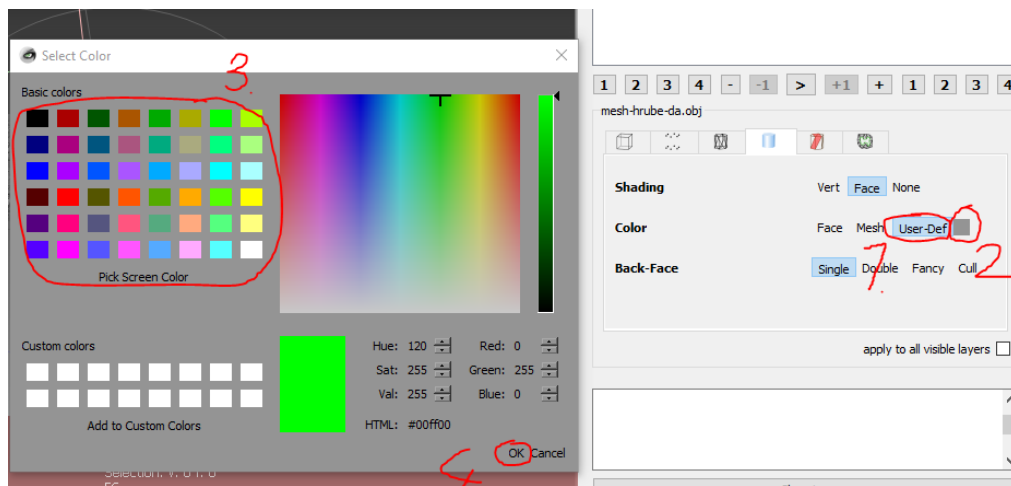 Select Color
3.
Basic colors
Pick Screen Color
Custom colors
Add to Custom Colors
Hue: 120 Red: 0
Sat: 255 Green: 255
Val: 255 Blue: 0
HTML: #00ff00
OK Cancel
4
1 2 3 4 - -1 > +1 + 1 2 3 4
mesh-hrube-da.obj
Shading Vert Face None
Color Face Mesh User-Def
1. 2
Back-Face Single Double Fancy Cull
apply to all visible layers